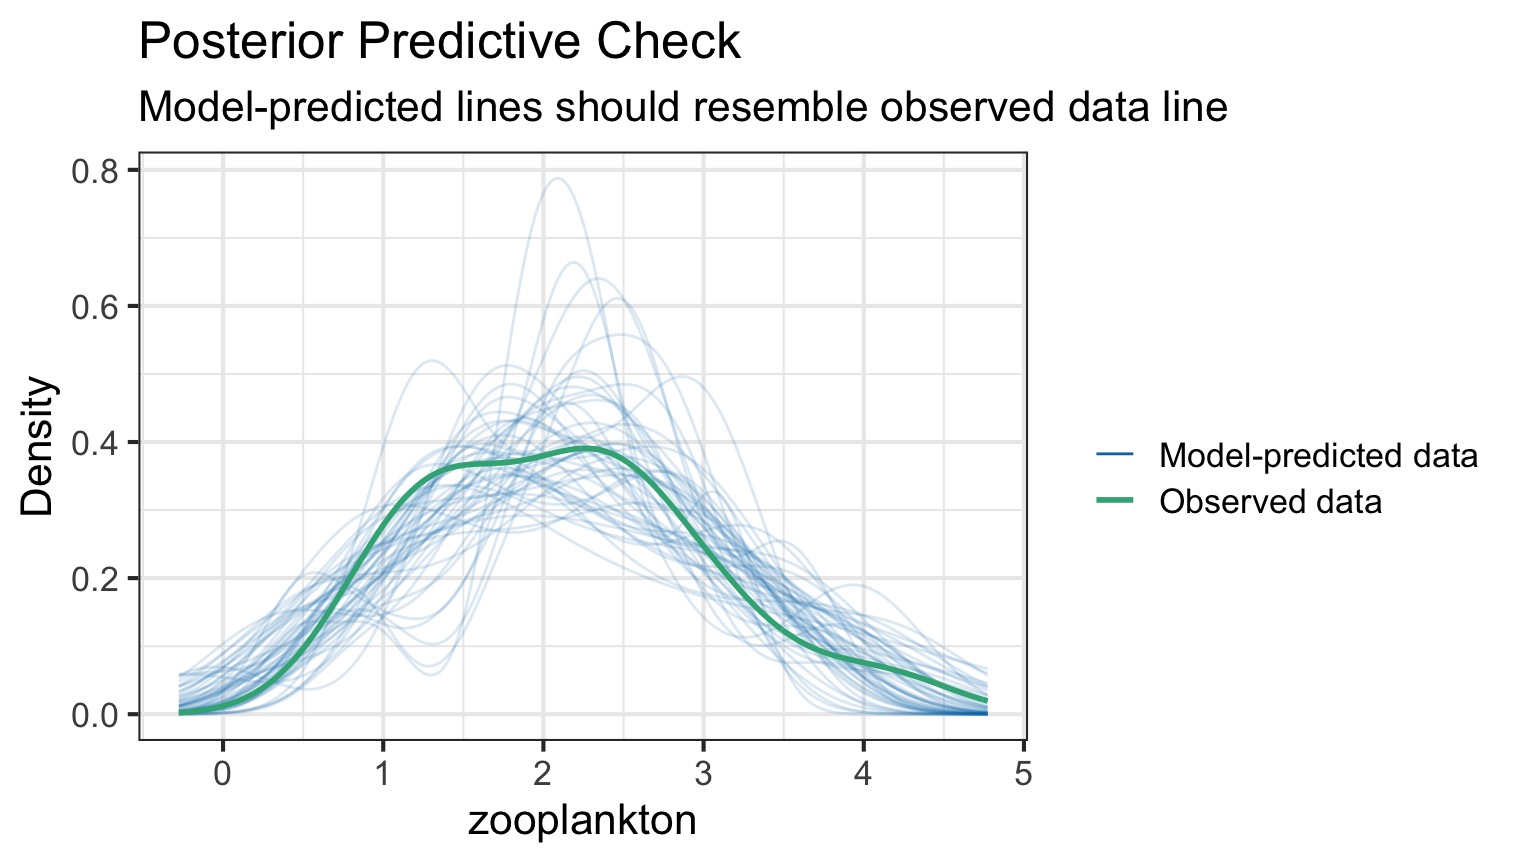 Posterior Predictive Check
Model-predicted lines should resemble observed data line
0.8
0.6
0.4
0.2
0.0
Density
0 1 2 3 4 5
zooplankton
Model-predicted data
Observed data